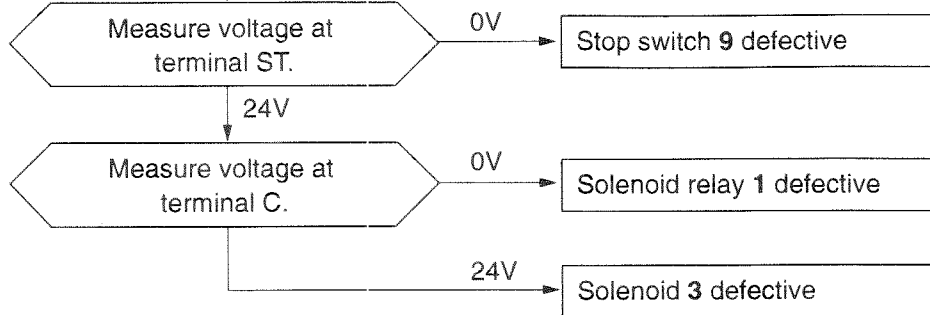 Measure voltage at
terminal ST.
0V
Stop switch 9 defective
24V
Measure voltage at
terminal C.
0V
Solenoid relay 1 defective
24V
Solenoid 3 defective